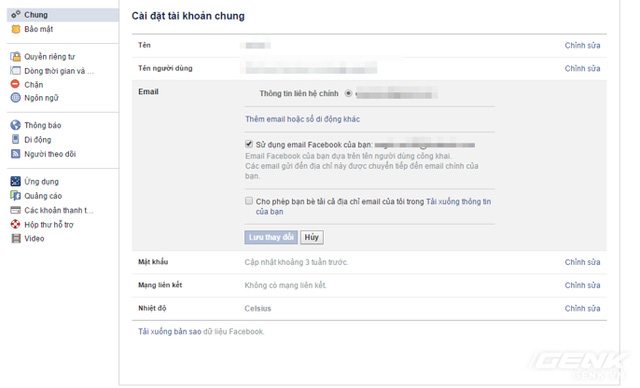 Chung
Bảo mật
Quyền riêng tư
Dòng thời gian và ...
Chặn
Ngôn ngữ
Thông báo
Di động
Người theo dõi
Ứng dụng
Quảng cáo
Các khoản thanh t...
Hộp thư hỗ trợ
Video
Cài đặt tài khoản chung
Tên
Chỉnh sửa
Tên người dùng
Chỉnh sửa
Email
Thông tin liên hệ chính
Thêm email hoặc số di động khác
Sử dụng email Facebook của bạn:
Email Facebook của bạn dựa trên tên người dùng công khai.
Các email gửi đến địa chỉ này được chuyển tiếp đến email chính của
bạn.
Cho phép bạn bè tải cả địa chỉ email của tôi trong Tải xuống thông tin
của bạn
Lưu thay đổi Hủy
Mật khẩu Cập nhật khoảng 3 tuần trước. Chỉnh sửa
Mạng liên kết Không có mạng liên kết. Chỉnh sửa
Nhiệt độ Celsius Chỉnh sửa
Tải xuống bản sao dữ liệu Facebook.
GENK
GENK.VN